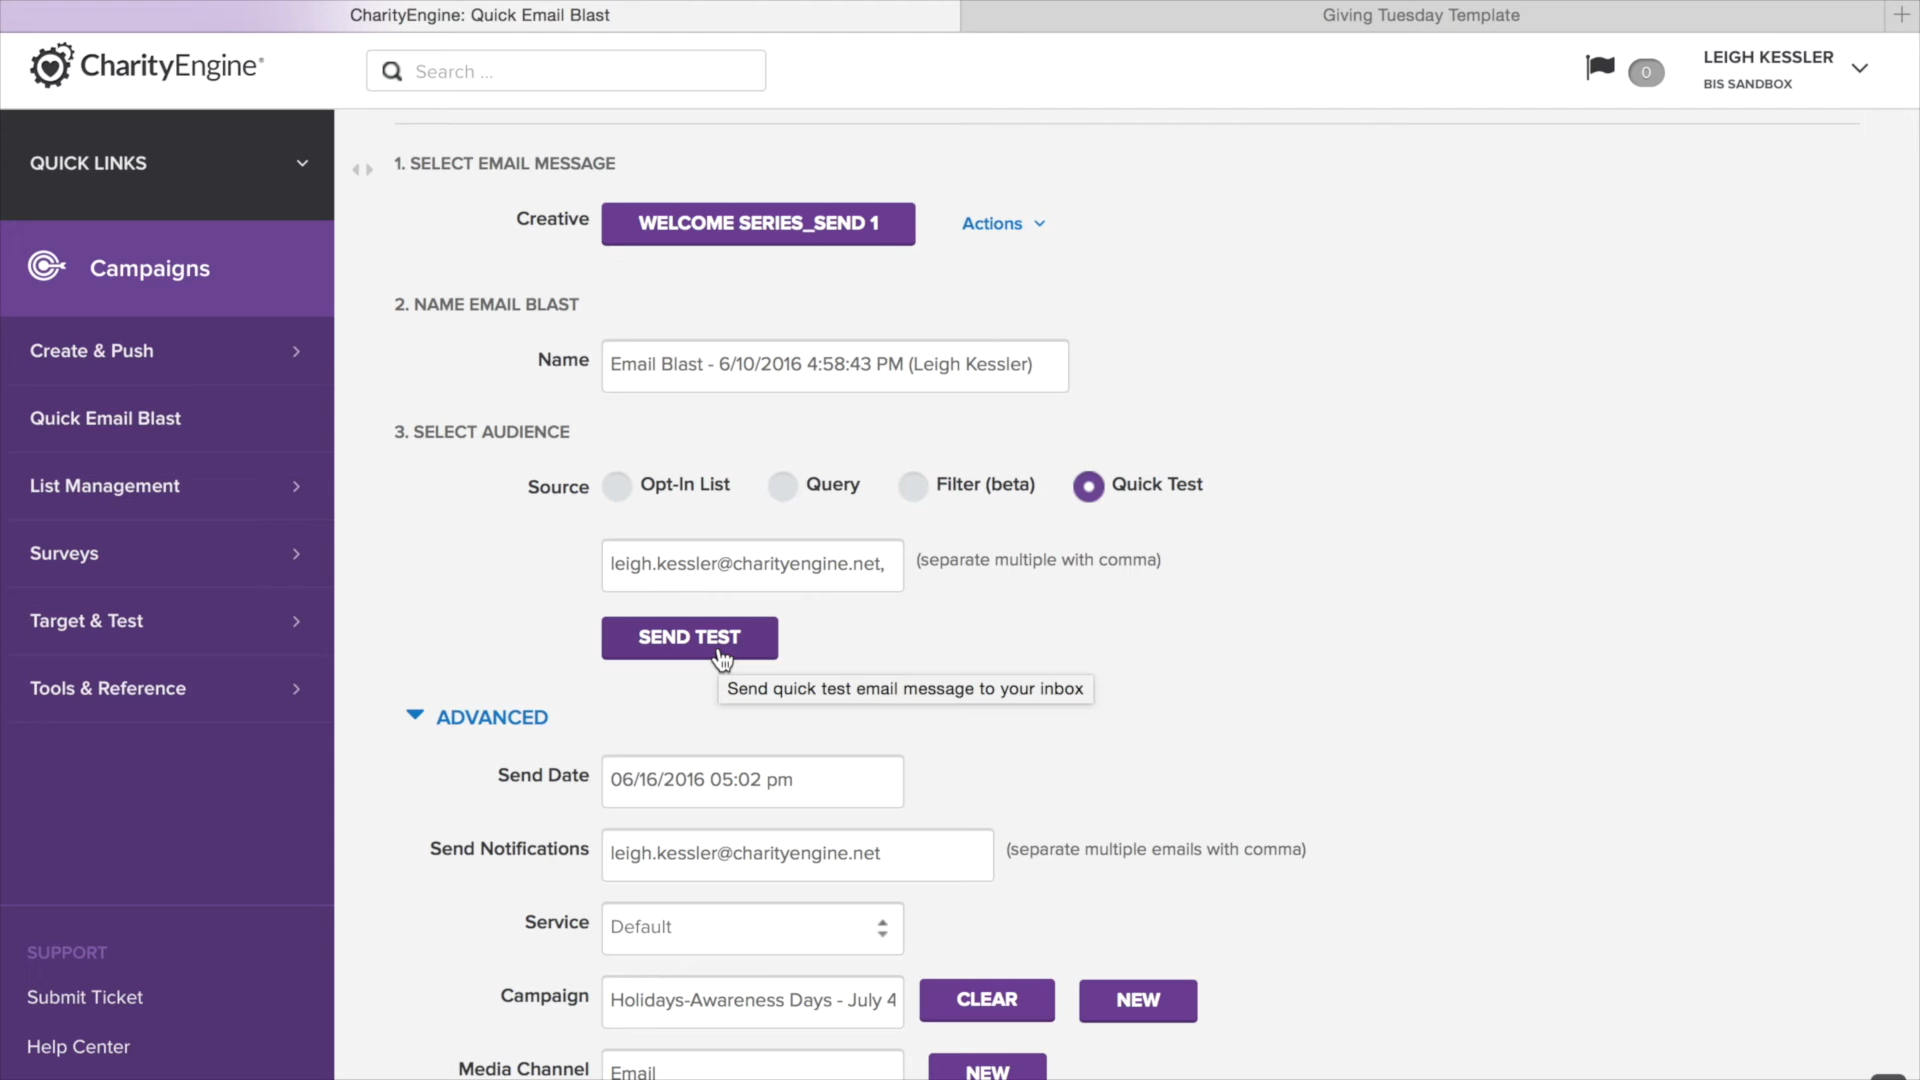 CharityEngine: Quick Email Blast
Giving Tuesday Template
CharityEngine®
Search ...
0
LEIGH KESSLER
BIS SANDBOX
QUICK LINKS
Campaigns
Create & Push
Quick Email Blast
List Management
Surveys
Target & Test
Tools & Reference
SUPPORT
Submit Ticket
Help Center
1. SELECT EMAIL MESSAGE
Creative WELCOME SERIES_SEND 1 Actions
2. NAME EMAIL BLAST
Name Email Blast - 6/10/2016 4:58:43 PM (Leigh Kessler)
3. SELECT AUDIENCE
Source Opt-In List Query Filter (beta) Quick Test
leigh.kessler@charityengine.net, (separate multiple with comma)
SEND TEST
Send quick test email message to your inbox
ADVANCED
Send Date 06/16/2016 05:02 pm
Send Notifications leigh.kessler@charityengine.net (separate multiple emails with comma)
Service Default
Campaign Holidays-Awareness Days - July 4 CLEAR NEW
Media Channel Email NEW